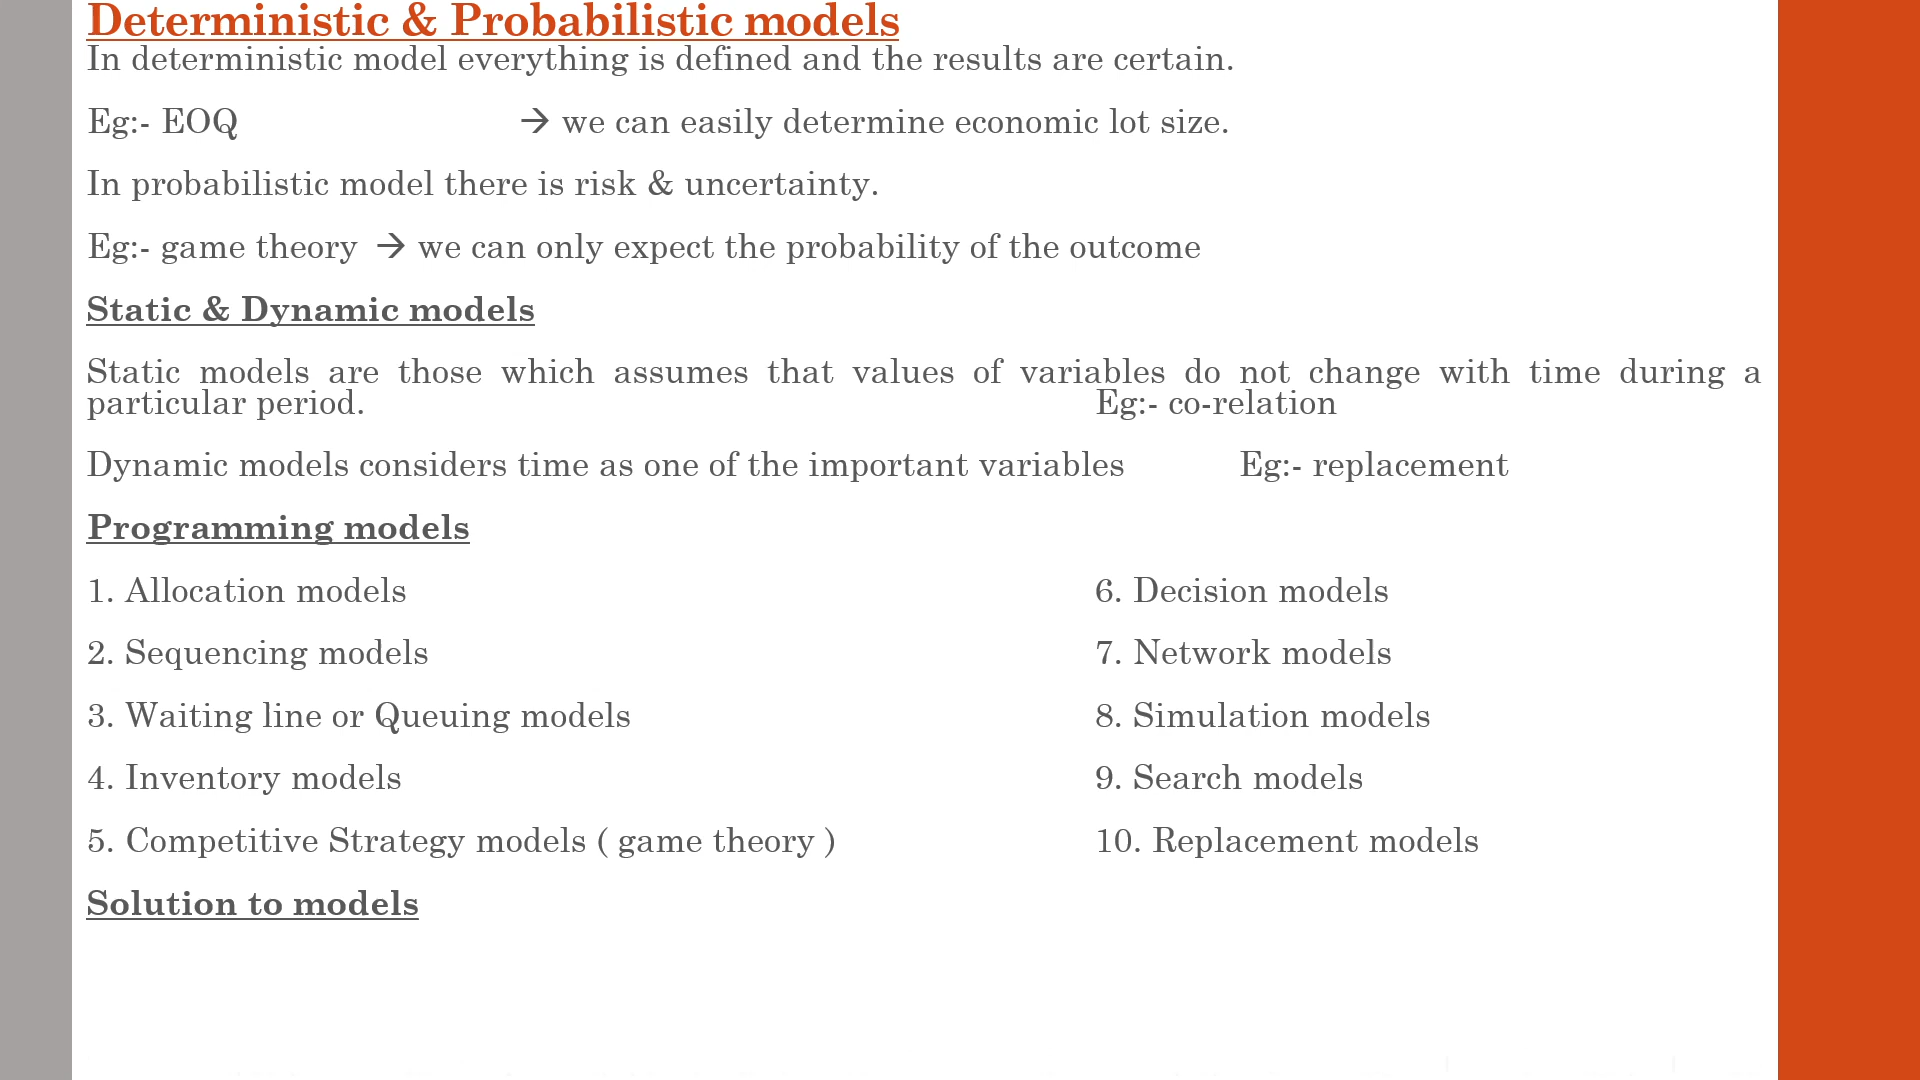 Deterministic & Probabilistic models
In deterministic model everything is defined and the results are certain.
Eg:- EOQ → we can easily determine economic lot size.
In probabilistic model there is risk & uncertainty.
Eg:- game theory → we can only expect the probability of the outcome
Static & Dynamic models
Static models are those which assumes that values of variables do not change with time during a
particular period. Eg:- co-relation
Dynamic models considers time as one of the important variables Eg:- replacement
Programming models
1. Allocation models 6. Decision models
2. Sequencing models 7. Network models
3. Waiting line or Queuing models 8. Simulation models
4. Inventory models 9. Search models
5. Competitive Strategy models ( game theory ) 10. Replacement models
Solution to models